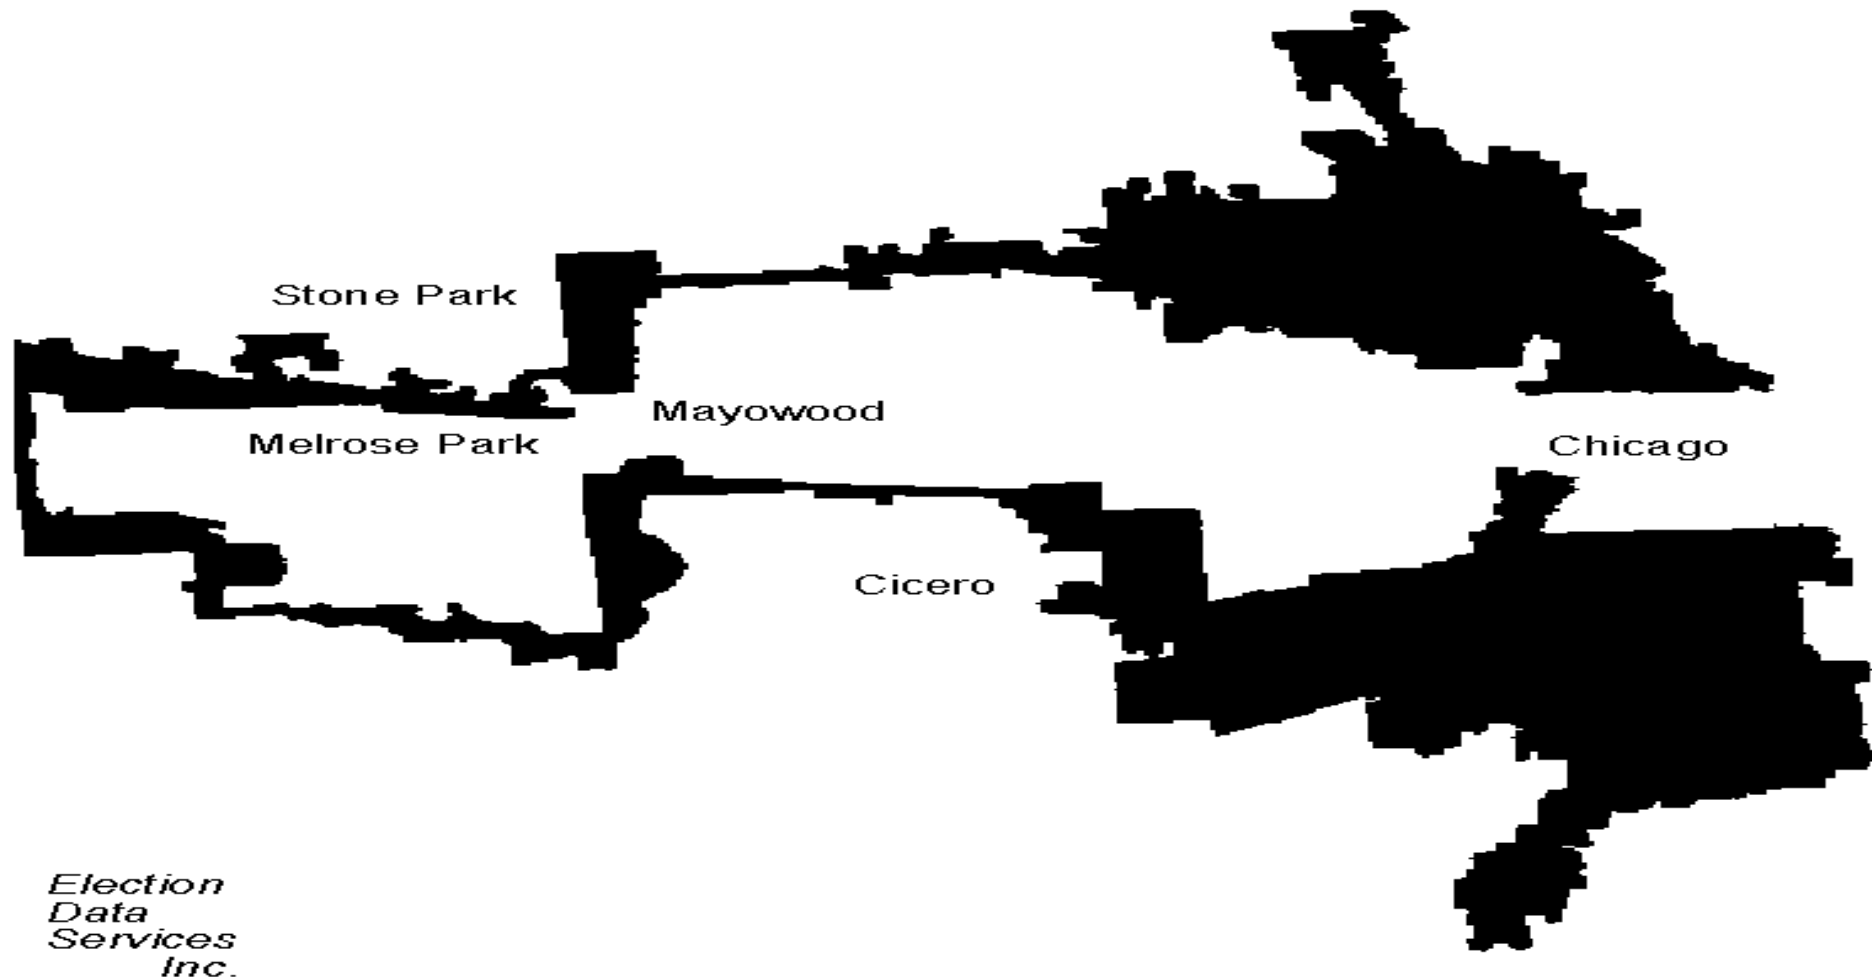 Stone Park
Mayowood
Melrose Park
Chicago
Cicero
Election
Data
Services
Inc.